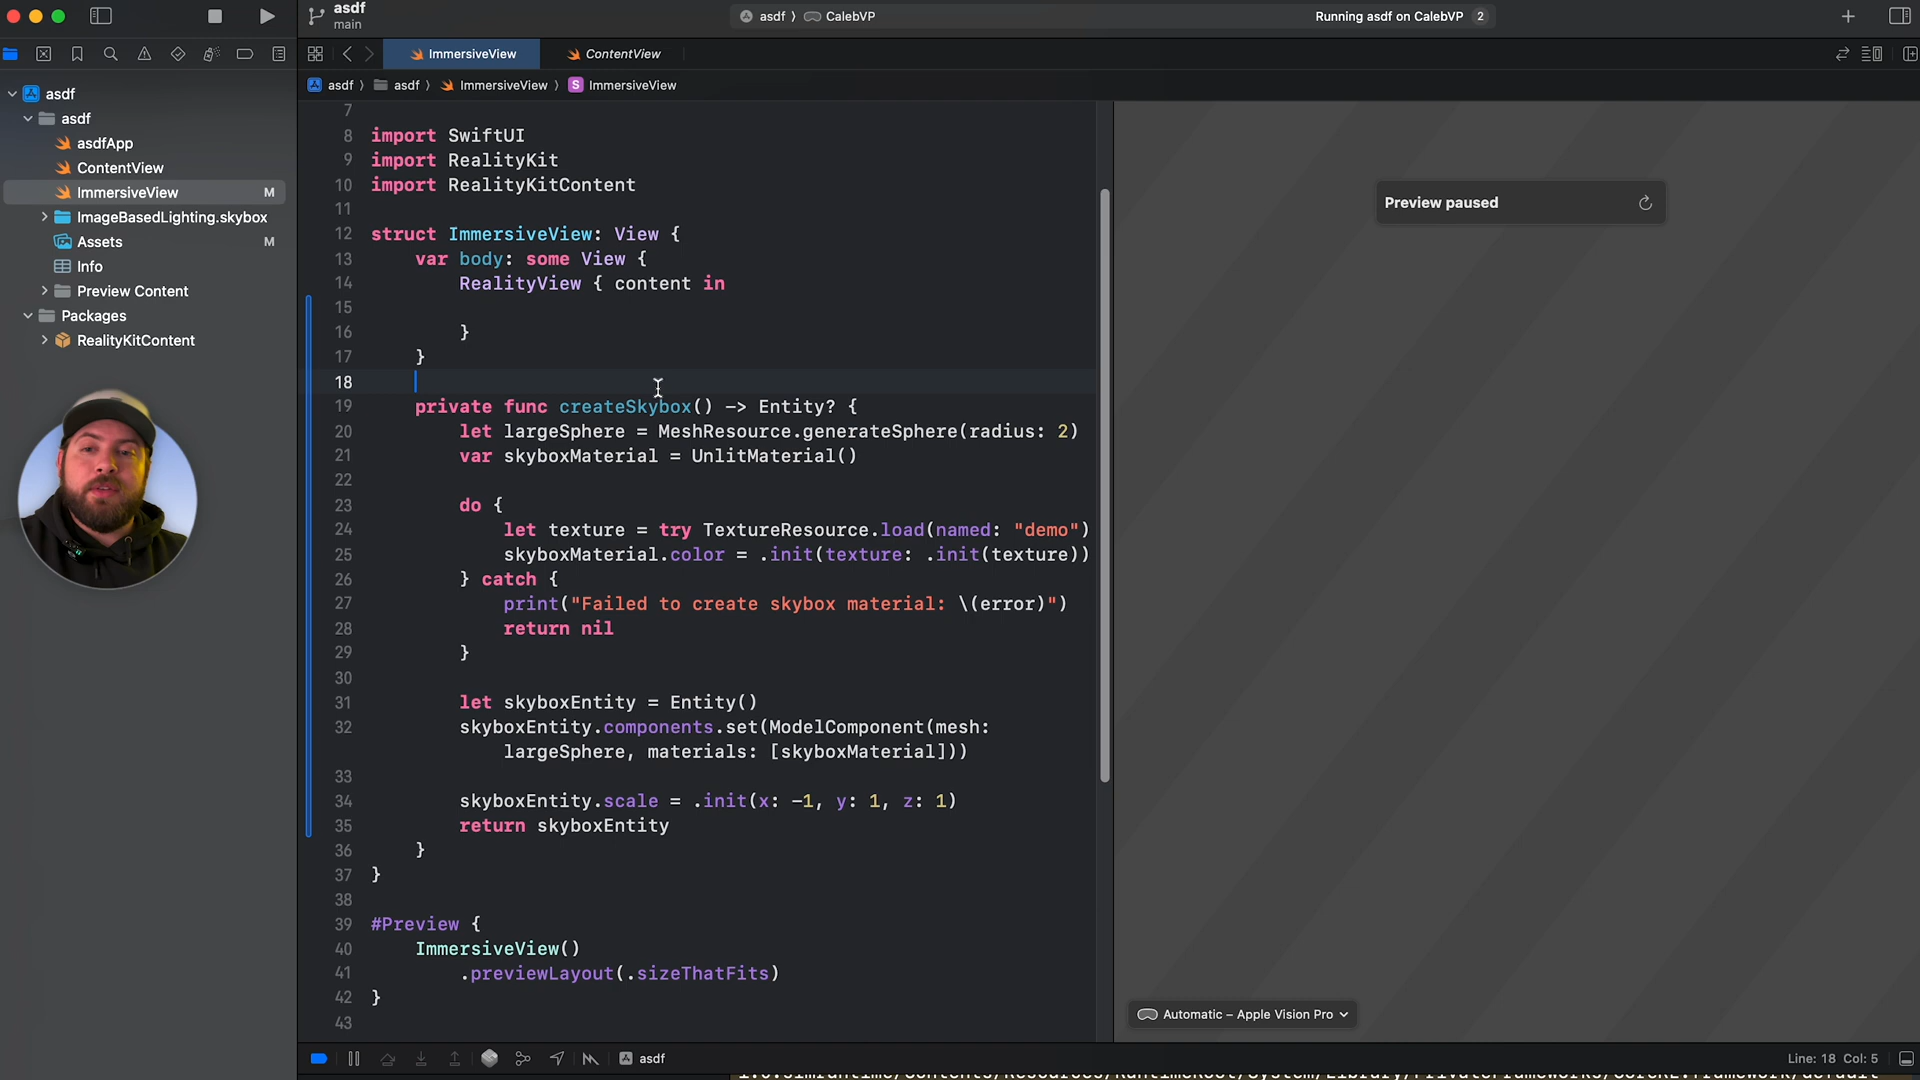 asdf
main
asdf 〉 CalebVP
Running asdf on CalebVP 2
ImmersiveView
ContentView
asdf 〉 asdf 〉 ImmersiveView 〉 S ImmersiveView
asdf
asdf
asdfApp
ContentView
ImmersiveView M
ImageBasedLighting.skybox
Assets M
Info
Preview Content
Packages
RealityKitContent
7
8 import SwiftUI
9 import RealityKit
10 import RealityKitContent
11
12 struct ImmersiveView: View {
13 var body: some View {
14 RealityView { content in
15
16 }
17 }
18
19 private func createSkybox() -> Entity? {
20 let largeSphere = MeshResource.generateSphere(radius: 2)
21 var skyboxMaterial = UnlitMaterial()
22
23 do {
24 let texture = try TextureResource.load(named: "demo")
25 skyboxMaterial.color = .init(texture: .init(texture))
26 } catch {
27 print("Failed to create skybox material: \(error)")
28 return nil
29 }
30
31 let skyboxEntity = Entity()
32 skyboxEntity.components.set(ModelComponent(mesh:
largeSphere, materials: [skyboxMaterial]))
33
34 skyboxEntity.scale = .init(x: -1, y: 1, z: 1)
35 return skyboxEntity
36 }
37 }
38
39 #Preview {
40 ImmersiveView()
41 .previewLayout(.sizeThatFits)
42 }
43
Preview paused
Automatic – Apple Vision Pro
asdf
Line: 18 Col: 5